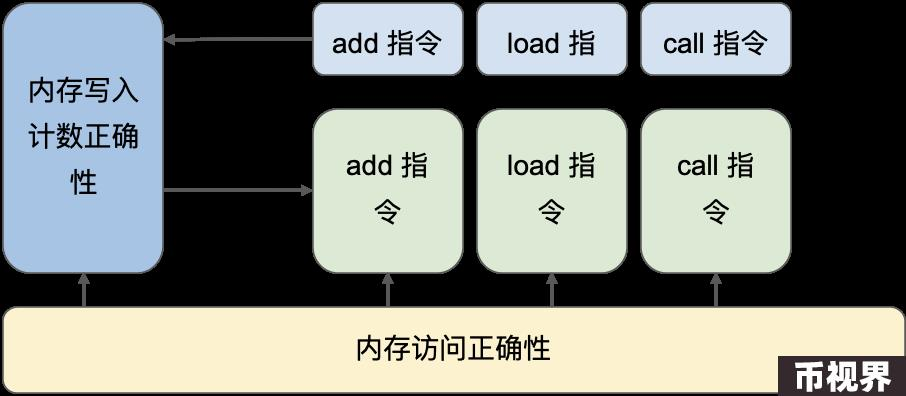 内存写入
计数正确
性
add 指令
load 指
call 指令
add 指
令
load 指
令
call 指
令
内存访问正确性
币视界